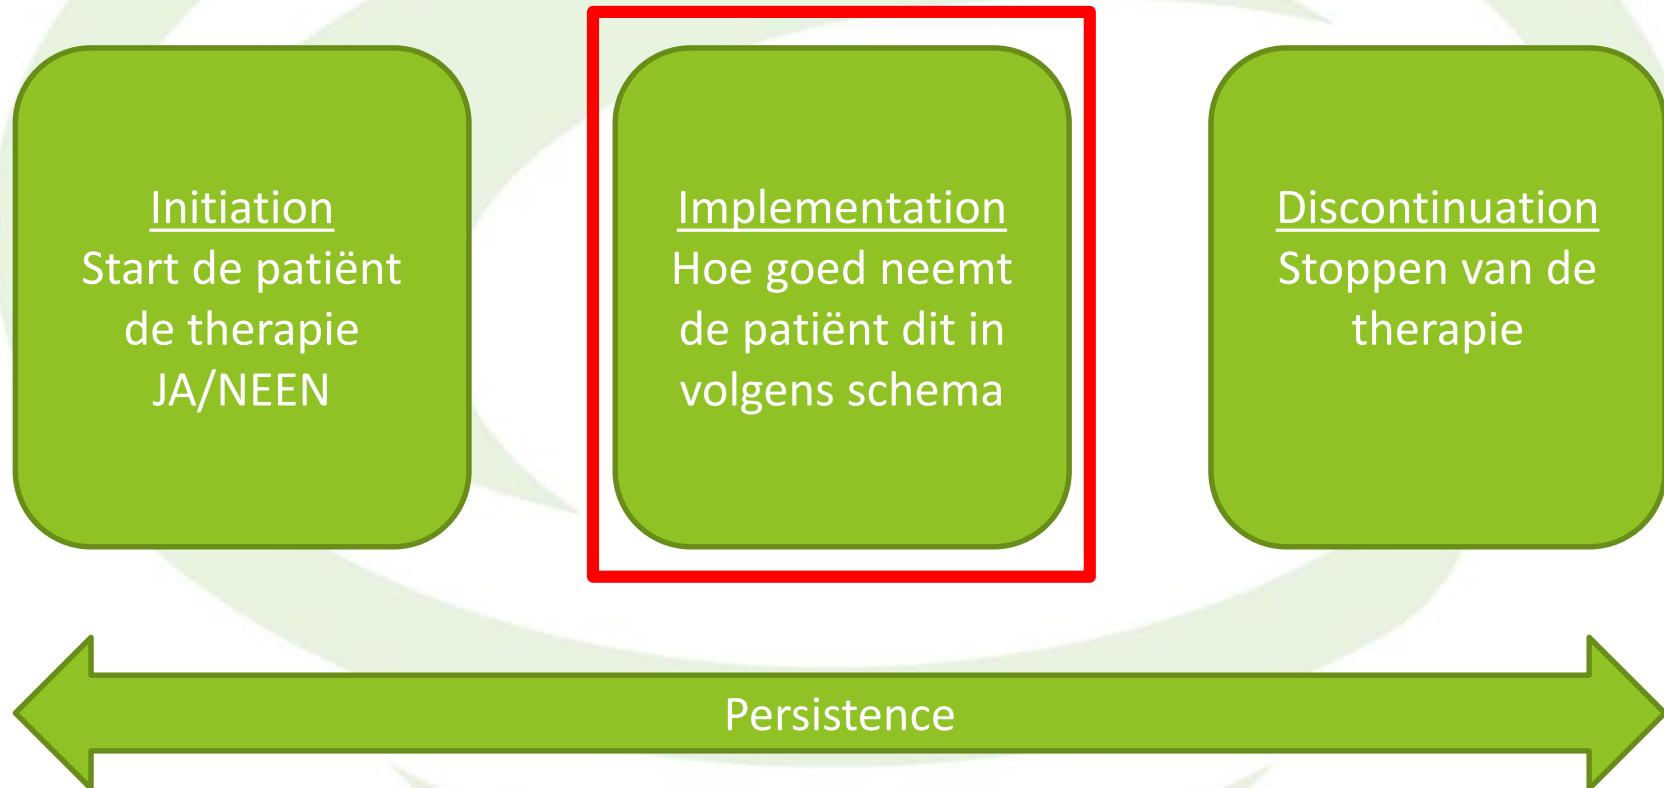 Initiation
Start de patiënt
de therapie
JA/NEEN
Implementation
Hoe goed neemt
de patiënt dit in
volgens schema
Discontinuation
Stoppen van de
therapie
Persistence